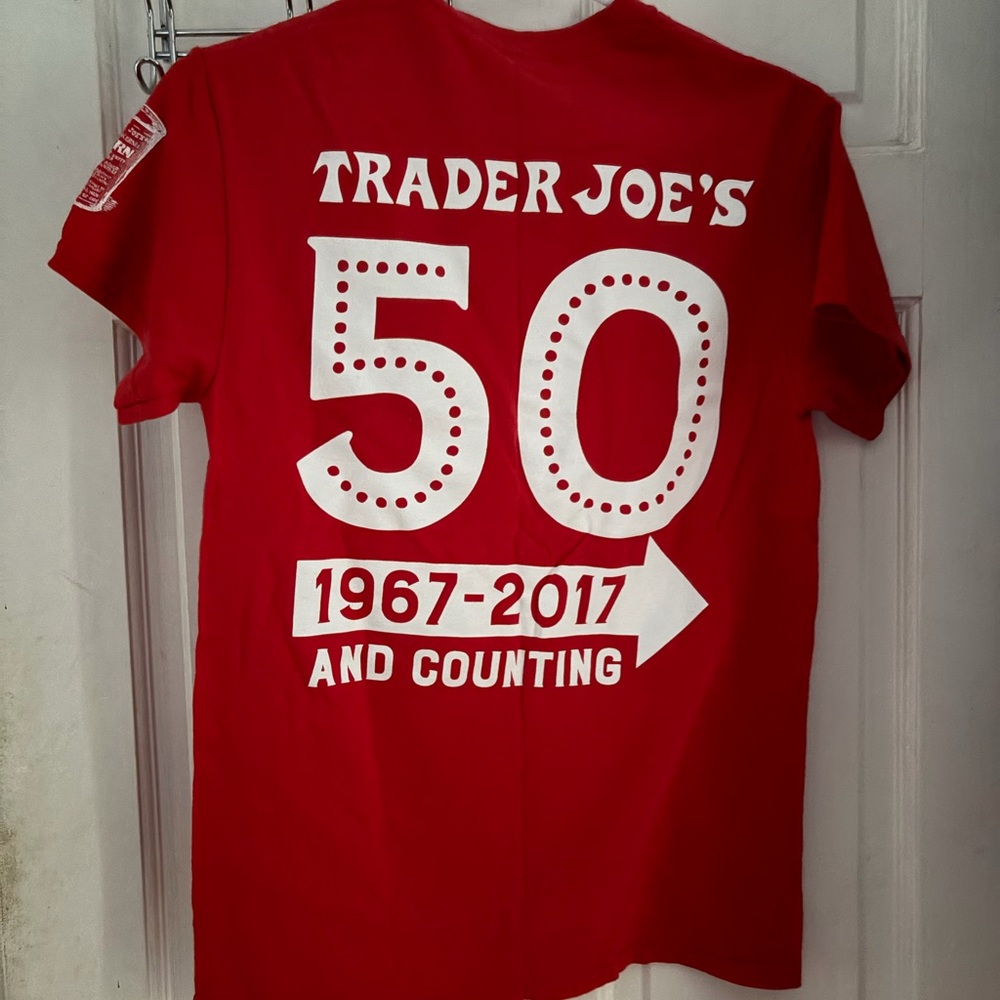 TRADER JOE'S
50
1967-2017
AND COUNTING